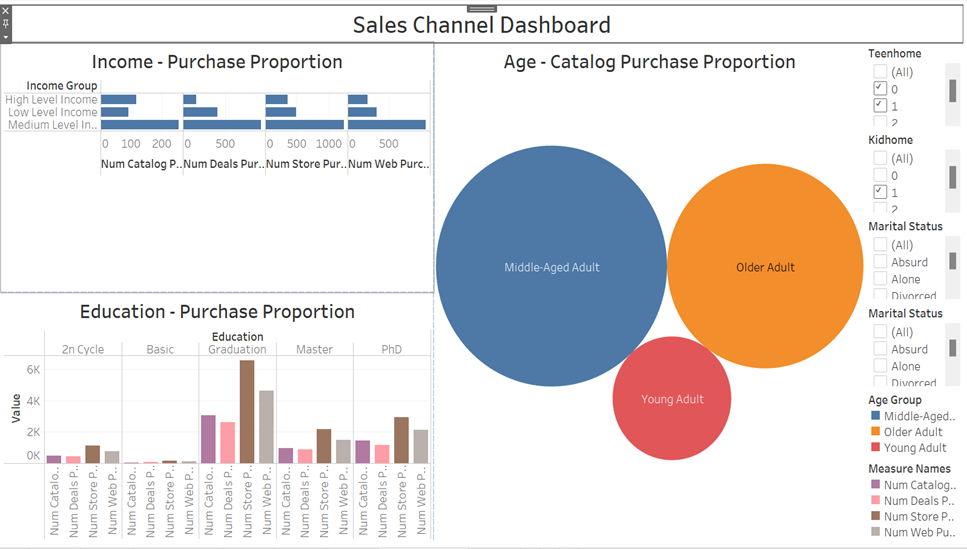 Sales Channel Dashboard
Income - Purchase Proportion
Income Group
High Level Income
Low Level Income
Medium Level In..
0 100 200 0 500 0 500 1000 0 500
Num Catalog P.. Num Deals Pur.. Num Store Pur.. Num Web Purc..
Education - Purchase Proportion
Education
2n Cycle Basic Graduation Master PhD
Value
6K
4K
2K
0K
Num Catalo.. Num Deals P.. Num Store P.. Num Web P.. Num Catalo.. Num Deals P.. Num Store P.. Num Web P.. Num Catalo.. Num Deals P.. Num Store P.. Num Web P.. Num Catalo.. Num Deals P.. Num Store P.. Num Web P.. Num Catalo.. Num Deals P.. Num Store P.. Num Web P..
Age - Catalog Purchase Proportion
Middle-Aged Adult
Older Adult
Young Adult
Teenhome
(All)
0
1
2
Kidhome
(All)
0
1
2
Marital Status
(All)
Absurd
Alone
Divorced
Marital Status
(All)
Absurd
Alone
Divorced
Age Group
Middle-Aged..
Older Adult
Young Adult
Measure Names
Num Catalog..
Num Deals P..
Num Store P..
Num Web Pu..